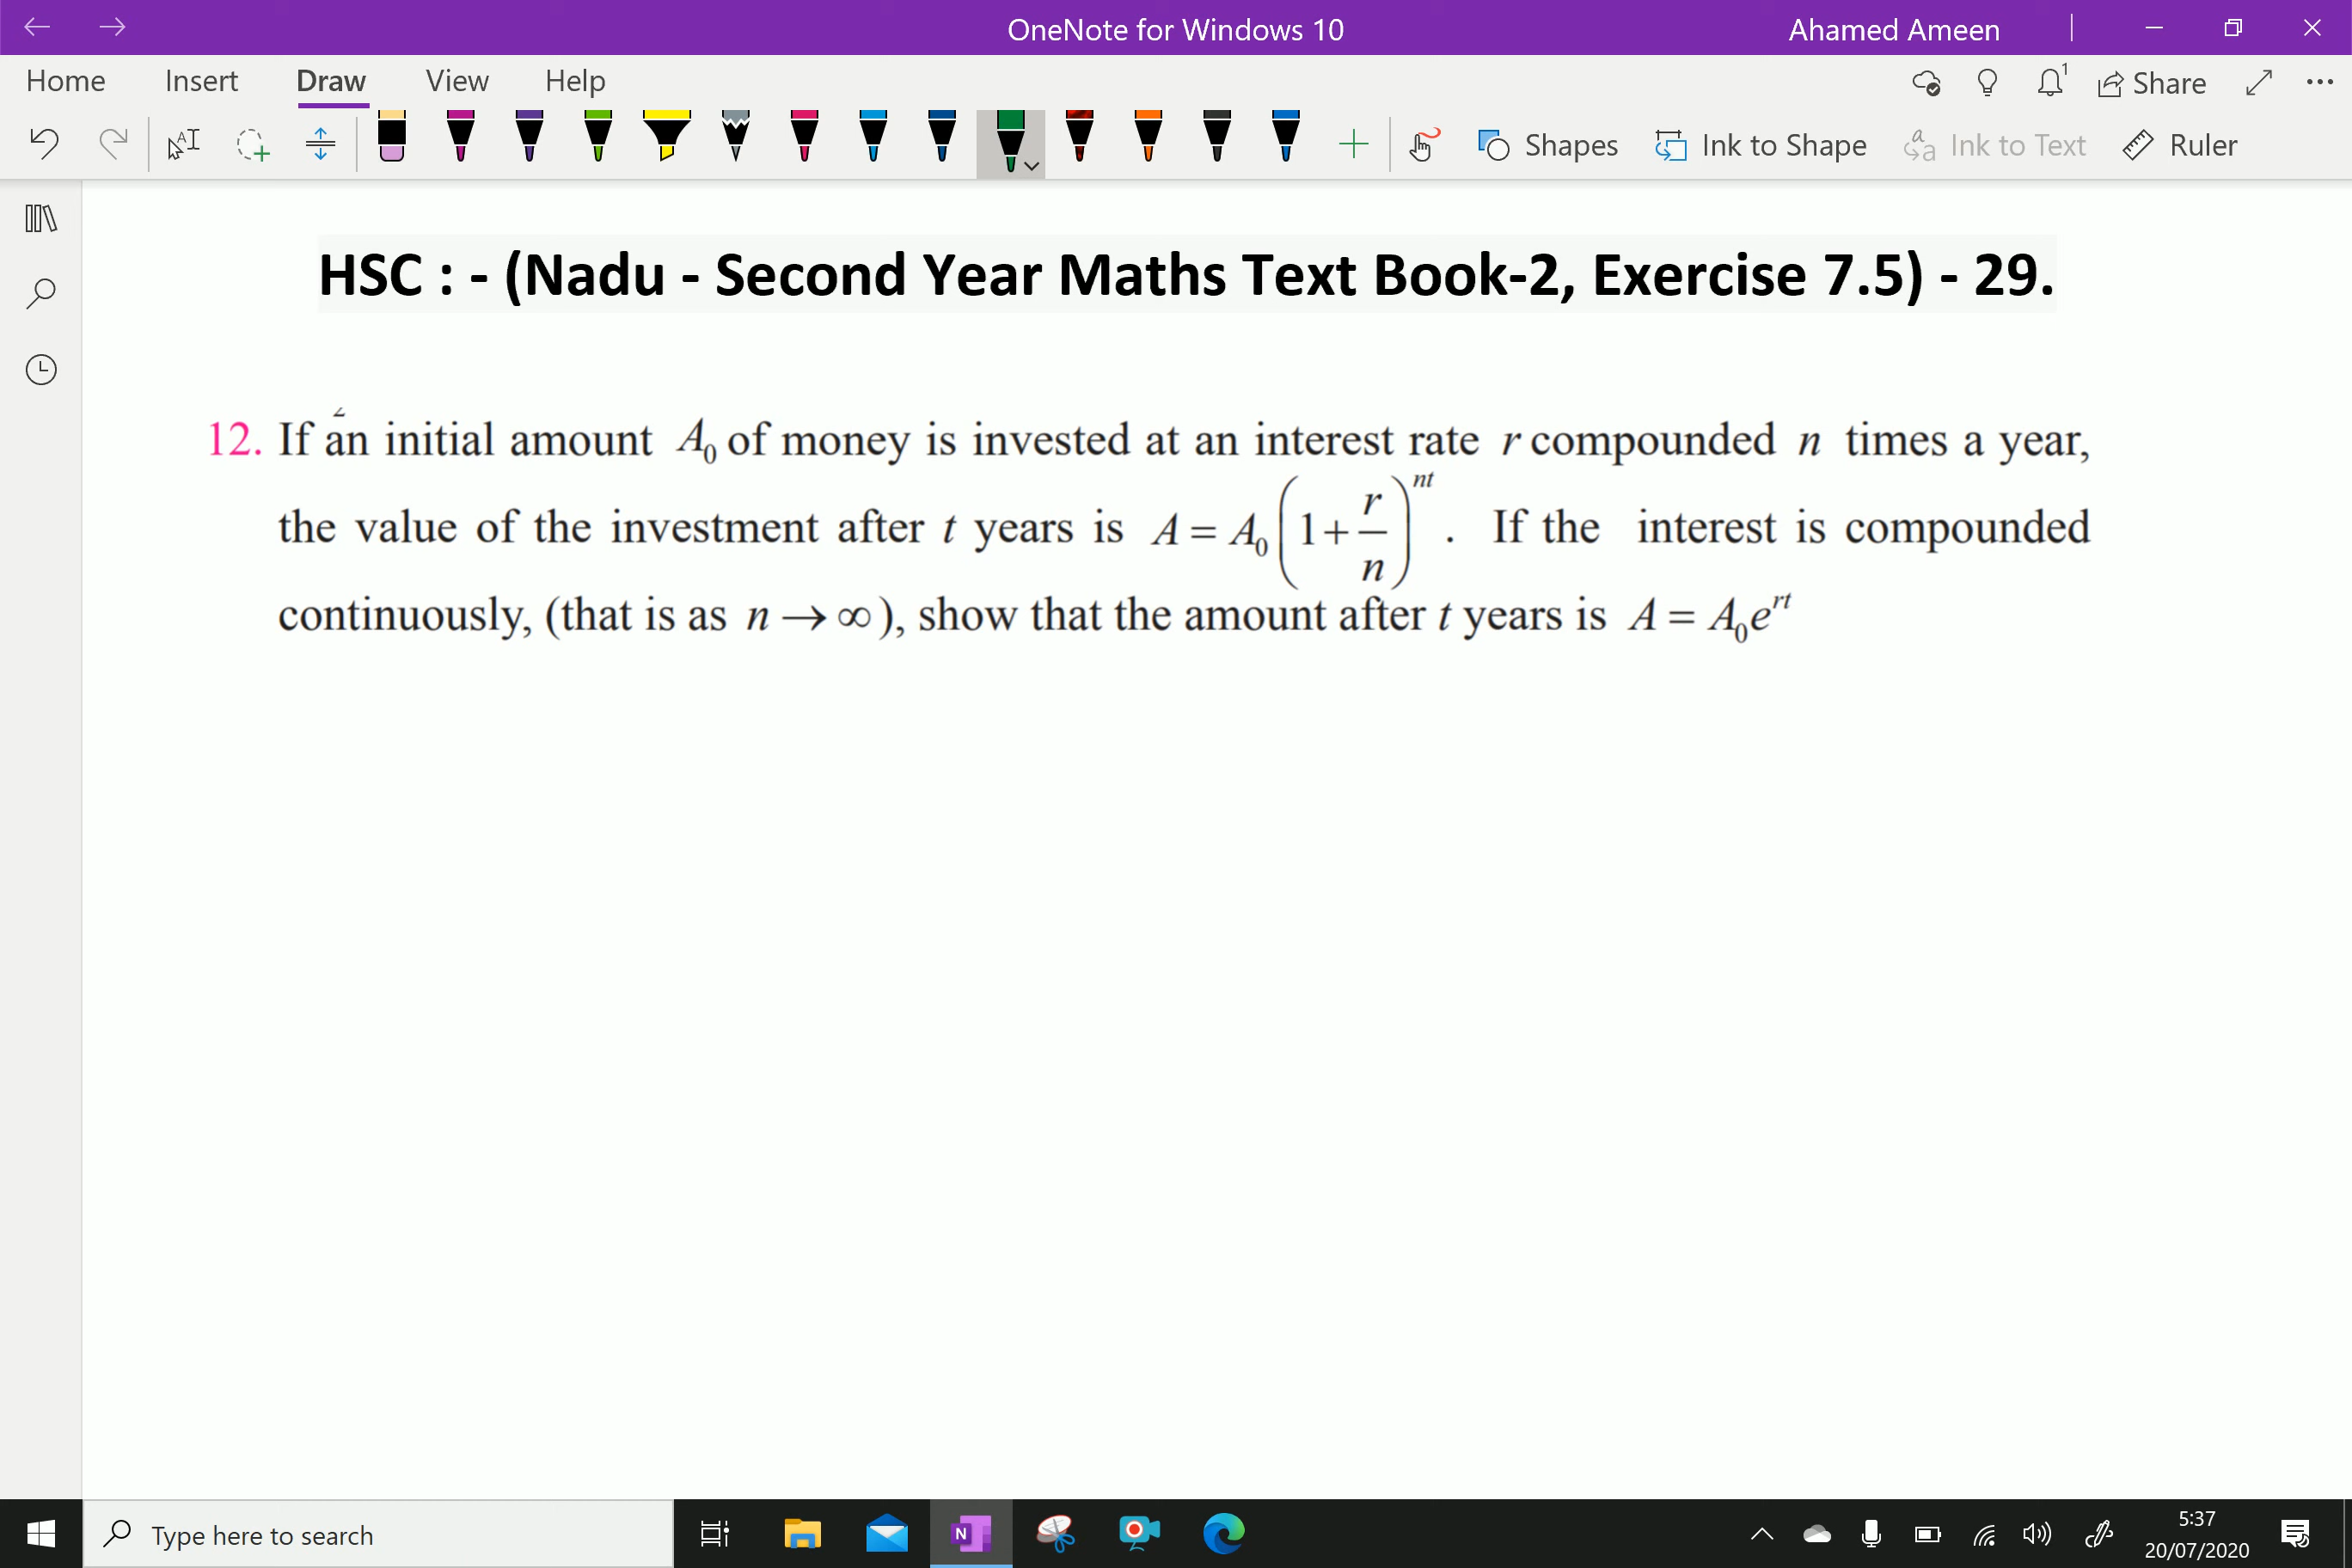 OneNote for Windows 10
Ahamed Ameen
Home Insert Draw View Help
1
Share
Shapes Ink to Shape Ink to Text Ruler
HSC : - (Nadu - Second Year Maths Text Book-2, Exercise 7.5) - 29.
12. If an initial amount A₀ of money is invested at an interest rate r compounded n times a year,
the value of the investment after t years is A = A₀(1+r/n)ⁿᵗ. If the interest is compounded
continuously, (that is as n → ∞), show that the amount after t years is A = A₀eʳᵗ
Type here to search
N
5:37
20/07/2020